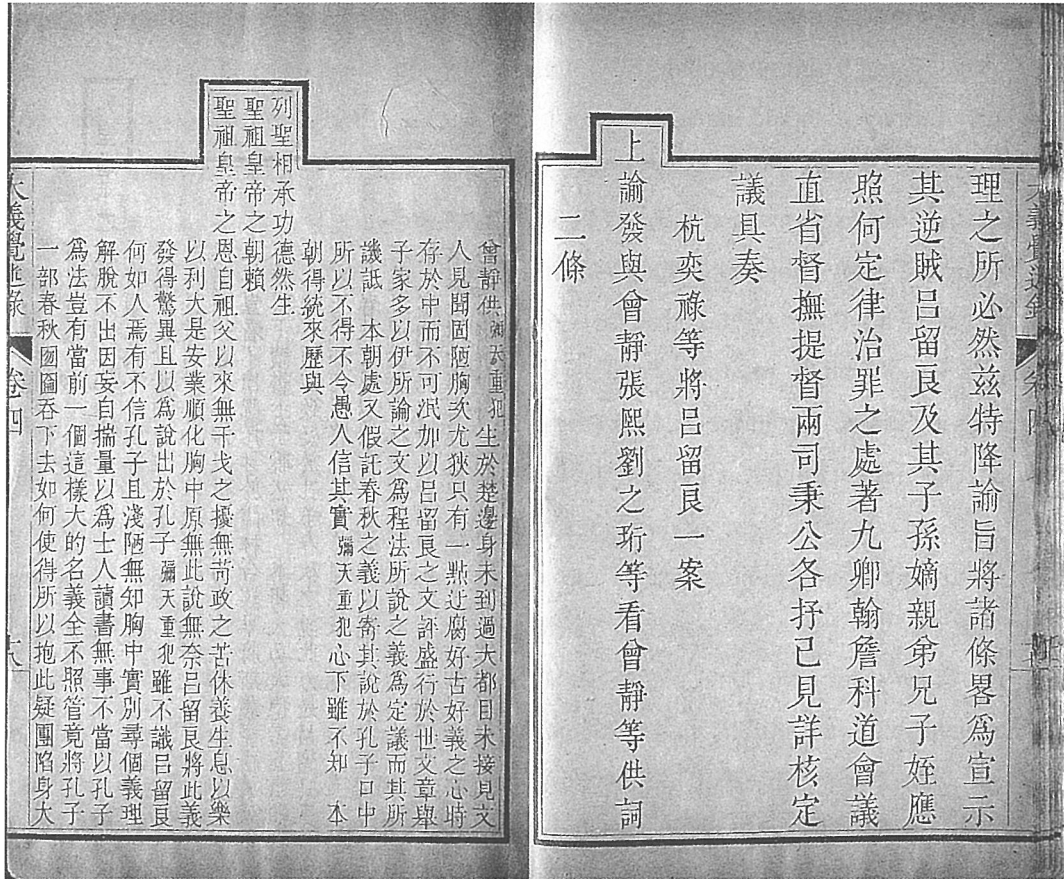 理之所必然茲特降諭旨將諸條畧爲宣示
其逆賊呂留良及其子孫嫡親弟兄子姪應
照何定律治罪之處著九卿翰詹科道會議
直省督撫提督兩司秉公各抒己見詳核定
議具奏
杭奕祿等將呂留良一案
上諭發與曾靜張熙劉之珩等看曾靜等供詞
二條
曾靜供彌天重犯生於楚邊身未到過大都目未接見文
人見聞固陋胸次尤狹只有一點迂腐好古好義之心時
存於中而不可泯加以呂留良之文評盛行於世文章舉
子家多以伊所論之文爲程法所說之義爲定議而其所
譏詆 本朝處又假託春秋之義以寄其說於孔子口中
所以不得不令愚人信其實彌天重犯心下雖不知 本
朝得統來歷與
列聖相承功德然生
聖祖皇帝之朝賴
聖祖皇帝之恩自祖父以來無干戈之擾無苛政之苦休養生息以樂
以利大是安業順化胸中原無此說無奈呂留良將此義
發得驚異且以爲說出於孔子彌天重犯雖不識呂留良
何如人焉有不信孔子且淺陋無知胸中實別尋個義理
解脫不出因妄自揣量以爲士人讀書無事不當以孔子
爲法豈有當前一個這樣大的名義全不照管竟將孔子
一部春秋囫圇吞下去如何使得所以抱此疑團陷身大
大義覺迷錄 卷四